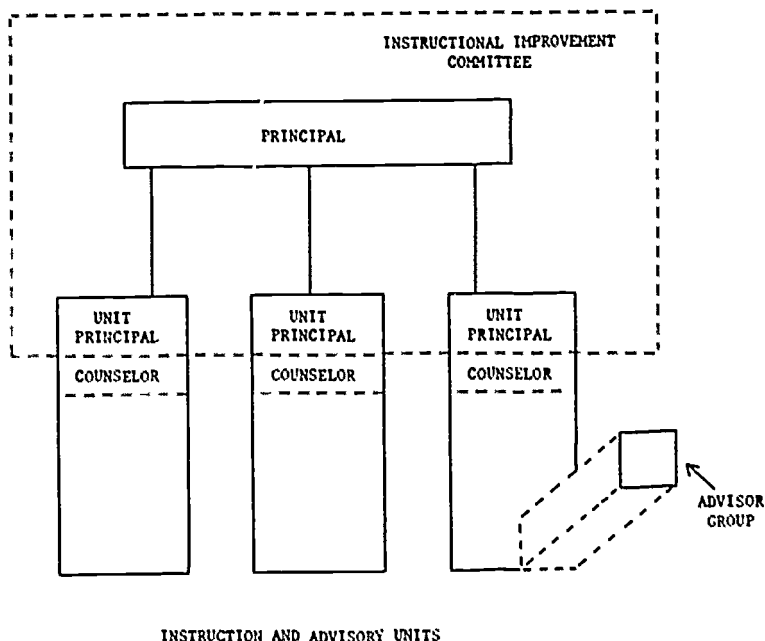 INSTRUCTIONAL IMPROVEMENT
COMMITTEE
PRINCIPAL
UNIT
PRINCIPAL
COUNSELOR
UNIT
PRINCIPAL
COUNSELOR
UNIT
PRINCIPAL
COUNSELOR
ADVISOR
GROUP
INSTRUCTION AND ADVISORY UNITS